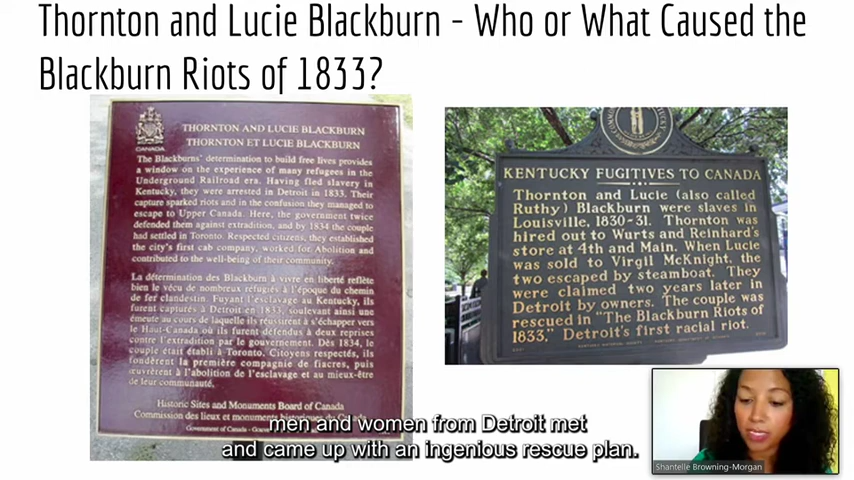 Thornton and Lucie Blackburn - Who or What Caused the
Blackburn Riots of 1833?
CANADA
THORNTON AND LUCIE BLACKBURN
THORNTON ET LUCIE BLACKBURN
The Blackburns' determination to build free lives provides
a window on the experience of many refugees in the
Underground Railroad era. Having fled slavery in
Kentucky, they were arrested in Detroit in 1833. Their
capture sparked riots and in the confusion they managed to
escape to Upper Canada. Here, the government twice
defended them against extradition, and by 1834 the couple
had settled in Toronto. Respected citizens, they established
the city's first cab company, worked for Abolition and
contributed to the well-being of their community.
La détermination des Blackburn à vivre en liberté reflète
bien le vécu de nombreux réfugiés à l'époque du chemin
de fer clandestin. Fuyant l'esclavage au Kentucky, ils
furent capturés à Detroit en 1833, soulevant ainsi une
émeute au cours de laquelle ils réussirent à s'échapper vers
le Haut-Canada où ils furent défendus à deux reprises
contre l'extradition par le gouvernement. Dès 1834, le
couple était établi à Toronto. Citoyens respectés, ils
fondèrent la première compagnie de fiacres, puis
œuvrèrent à l'abolition de l'esclavage et au mieux-être
de leur communauté.
Historic Sites and Monuments Board of Canada
Commission des lieux et monuments historiques du Canada
Government of Canada
KENTUCKY FUGITIVES TO CANADA
Thornton and Lucie (also called
Ruthy) Blackburn were slaves in
Louisville, 1830-31. Thornton was
hired out to Wurts and Reinhard's
store at 4th and Main. When Lucie
was sold to Virgil McKnight, the
two escaped by steamboat. They
were claimed two years later in
Detroit by owners. The couple was
rescued in "The Blackburn Riots of
1833," Detroit's first racial riot.
men and women from Detroit met
and came up with an ingenious rescue plan.
Shantelle Browning-Morgan